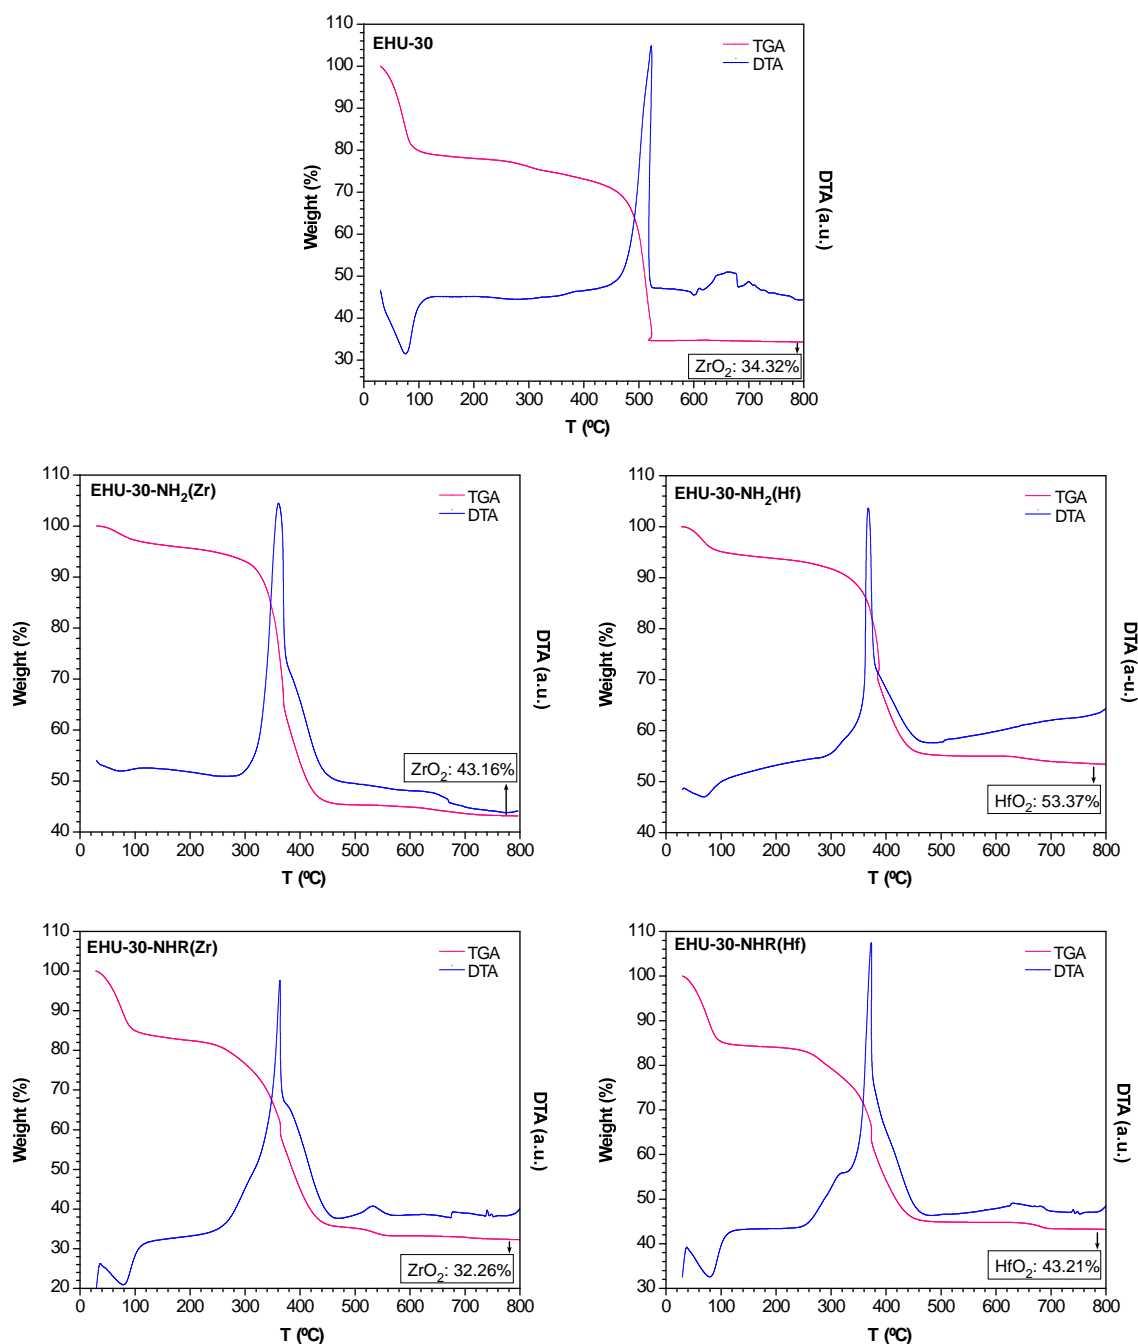 EHU-30
TGA
DTA
110
100
90
80
70
60
50
40
30
Weight (%)
DTA (a.u.)
ZrO2: 34.32%
0 100 200 300 400 500 600 700 800
T (ºC)
EHU-30-NH2(Zr)
TGA
DTA
110
100
90
80
70
60
50
40
Weight (%)
DTA (a.u.)
ZrO2: 43.16%
0 100 200 300 400 500 600 700 800
T (ºC)
EHU-30-NH2(Hf)
TGA
DTA
110
100
90
80
70
60
50
40
Weight (%)
DTA (a-u.)
HfO2: 53.37%
0 100 200 300 400 500 600 700 800
T (ºC)
EHU-30-NHR(Zr)
TGA
DTA
110
100
90
80
70
60
50
40
30
20
Weight (%)
DTA (a.u.)
ZrO2: 32.26%
0 100 200 300 400 500 600 700 800
T (ºC)
EHU-30-NHR(Hf)
TGA
DTA
110
100
90
80
70
60
50
40
30
Weight (%)
DTA (a.u.)
HfO2: 43.21%
0 100 200 300 400 500 600 700 800
T (ºC)